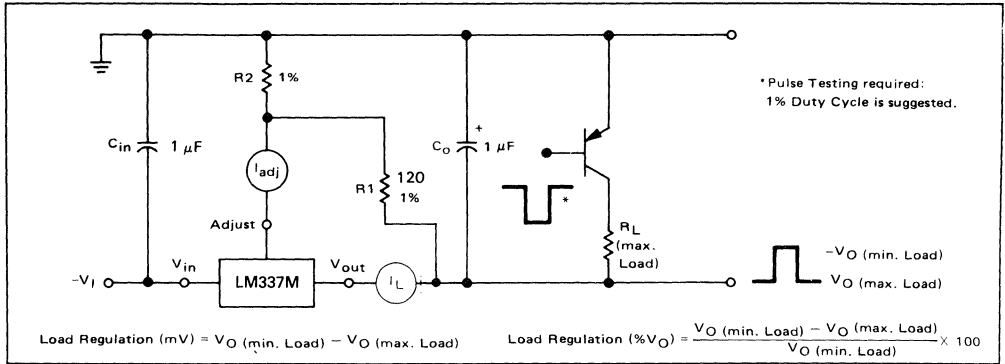 R2 1%
*Pulse Testing required:
1% Duty Cycle is suggested.
+
Cin 1 μF
Iadj
R1 120
1%
Co 1 μF
*
Adjust
RL
(max.
Load)
-VI
Vin
LM337M
Vout
IL
-VO (min. Load)
VO (max. Load)
Load Regulation (mV) = VO (min. Load) - VO (max. Load)
Load Regulation (%VO) = VO (min. Load) - VO (max. Load) / VO (min. Load) X 100